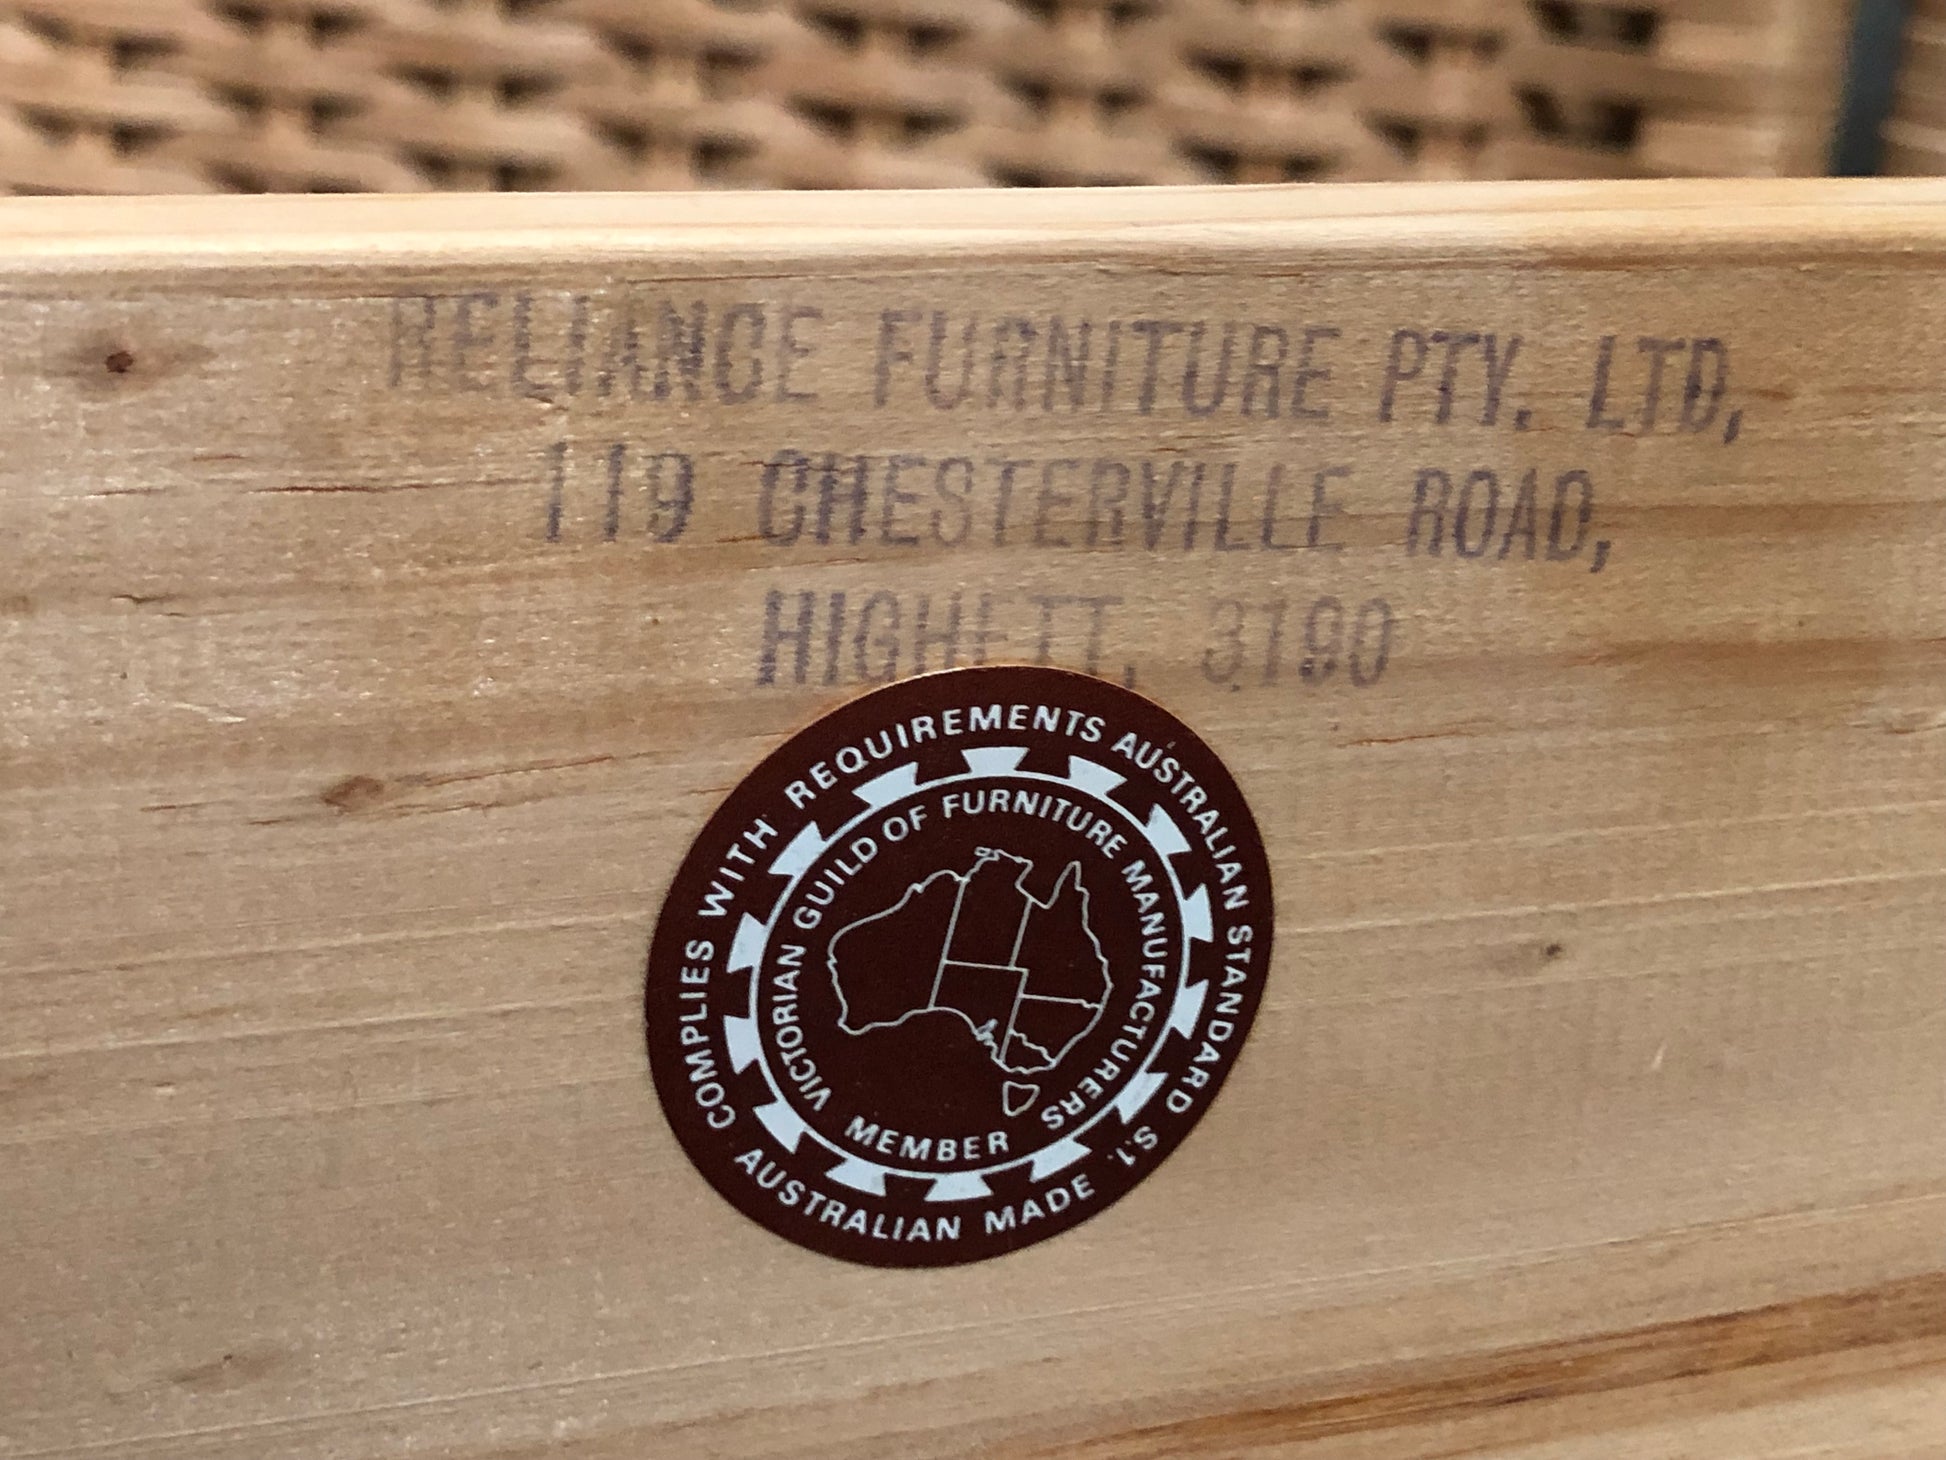 RELIANCE FURNITURE PTY. LTD,
119 CHESTERVILLE ROAD,
HIGHETT, 3190
COMPLIES WITH REQUIREMENTS AUSTRALIAN STANDARD S.1.
VICTORIAN GUILD OF FURNITURE MANUFACTURERS
MEMBER
AUSTRALIAN MADE